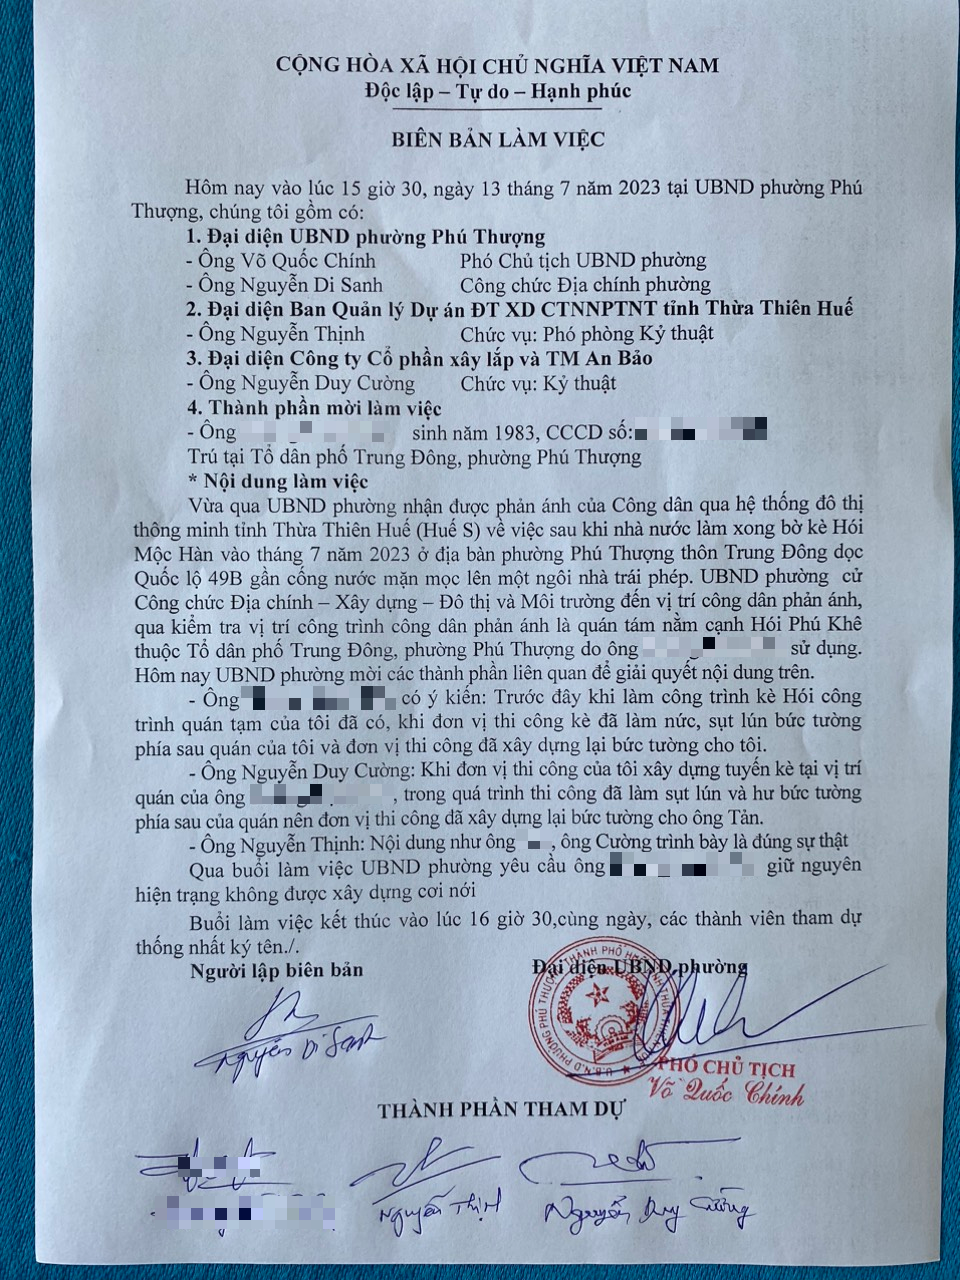 CỘNG HÒA XÃ HỘI CHỦ NGHĨA VIỆT NAM
Độc lập – Tự do – Hạnh phúc
BIÊN BẢN LÀM VIỆC
Hôm nay vào lúc 15 giờ 30, ngày 13 tháng 7 năm 2023 tại UBND phường Phú
Thượng, chúng tôi gồm có:
1. Đại diện UBND phường Phú Thượng
- Ông Võ Quốc Chính Phó Chủ tịch UBND phường
- Ông Nguyễn Di Sanh Công chức Địa chính phường
2. Đại diện Ban Quản lý Dự án ĐT XD CTNNPTNT tỉnh Thừa Thiên Huế
- Ông Nguyễn Thịnh Chức vụ: Phó phòng Kỷ thuật
3. Đại diện Công ty Cổ phần xây lắp và TM An Bảo
- Ông Nguyễn Duy Cường Chức vụ: Kỷ thuật
4. Thành phần mời làm việc
- Ông sinh năm 1983, CCCD số:
Trú tại Tổ dân phố Trung Đông, phường Phú Thượng
* Nội dung làm việc
Vừa qua UBND phường nhận được phản ánh của Công dân qua hệ thống đô thị
thông minh tỉnh Thừa Thiên Huế (Huế S) về việc sau khi nhà nước làm xong bờ kè Hói
Mộc Hàn vào tháng 7 năm 2023 ở địa bàn phường Phú Thượng thôn Trung Đông dọc
Quốc lộ 49B gần cống nước mặn mọc lên một ngôi nhà trái phép. UBND phường cử
Công chức Địa chính – Xây dựng – Đô thị và Môi trường đến vị trí công dân phản ánh,
qua kiểm tra vị trí công trình công dân phản ánh là quán tám nằm cạnh Hói Phú Khê
thuộc Tổ dân phố Trung Đông, phường Phú Thượng do ông sử dụng.
Hôm nay UBND phường mời các thành phần liên quan để giải quyết nội dung trên.
- Ông có ý kiến: Trước đây khi làm công trình kè Hói công
trình quán tạm của tôi đã có, khi đơn vị thi công kè đã làm nức, sụt lún bức tường
phía sau quán của tôi và đơn vị thi công đã xây dựng lại bức tường cho tôi.
- Ông Nguyễn Duy Cường: Khi đơn vị thi công của tôi xây dựng tuyến kè tại vị trí
quán của ông , trong quá trình thi công đã làm sụt lún và hư bức tường
phía sau của quán nên đơn vị thi công dã xây dựng lại bức tường cho ông Tản.
- Ông Nguyễn Thịnh: Nội dung như ông , ông Cường trình bày là đúng sự thật
Qua buổi làm việc UBND phường yêu cầu ông giữ nguyên
hiện trạng không được xây dựng cơi nới
Buổi làm việc kết thúc vào lúc 16 giờ 30,cùng ngày, các thành viên tham dự
thống nhất ký tên./.
Người lập biên bản Đại diện UBND phường
Nguyễn Di Sanh
PHÓ CHỦ TỊCH
Võ Quốc Chính
THÀNH PHẦN THAM DỰ
Nguyễn Thịnh Nguyễn Duy Cường